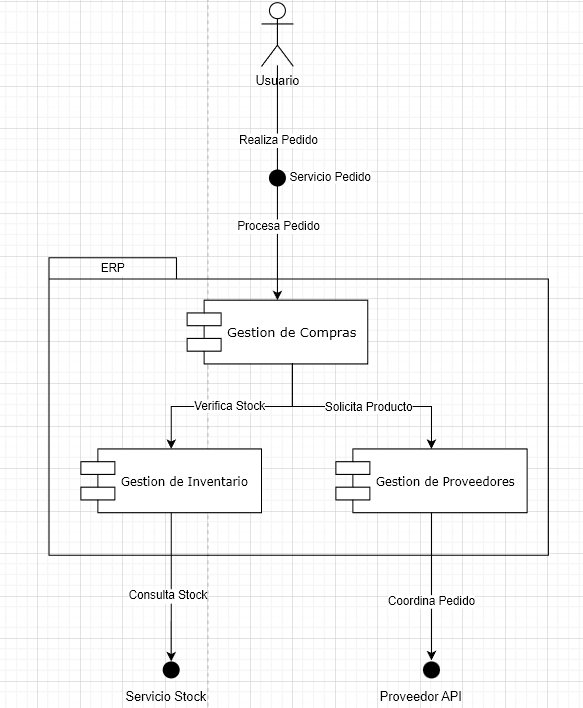 Usuario
Realiza Pedido
Servicio Pedido
Procesa Pedido
ERP
Gestion de Compras
Verifica Stock
Solicita Producto
Gestion de Inventario
Gestion de Proveedores
Consulta Stock
Coordina Pedido
Servicio Stock
Proveedor API